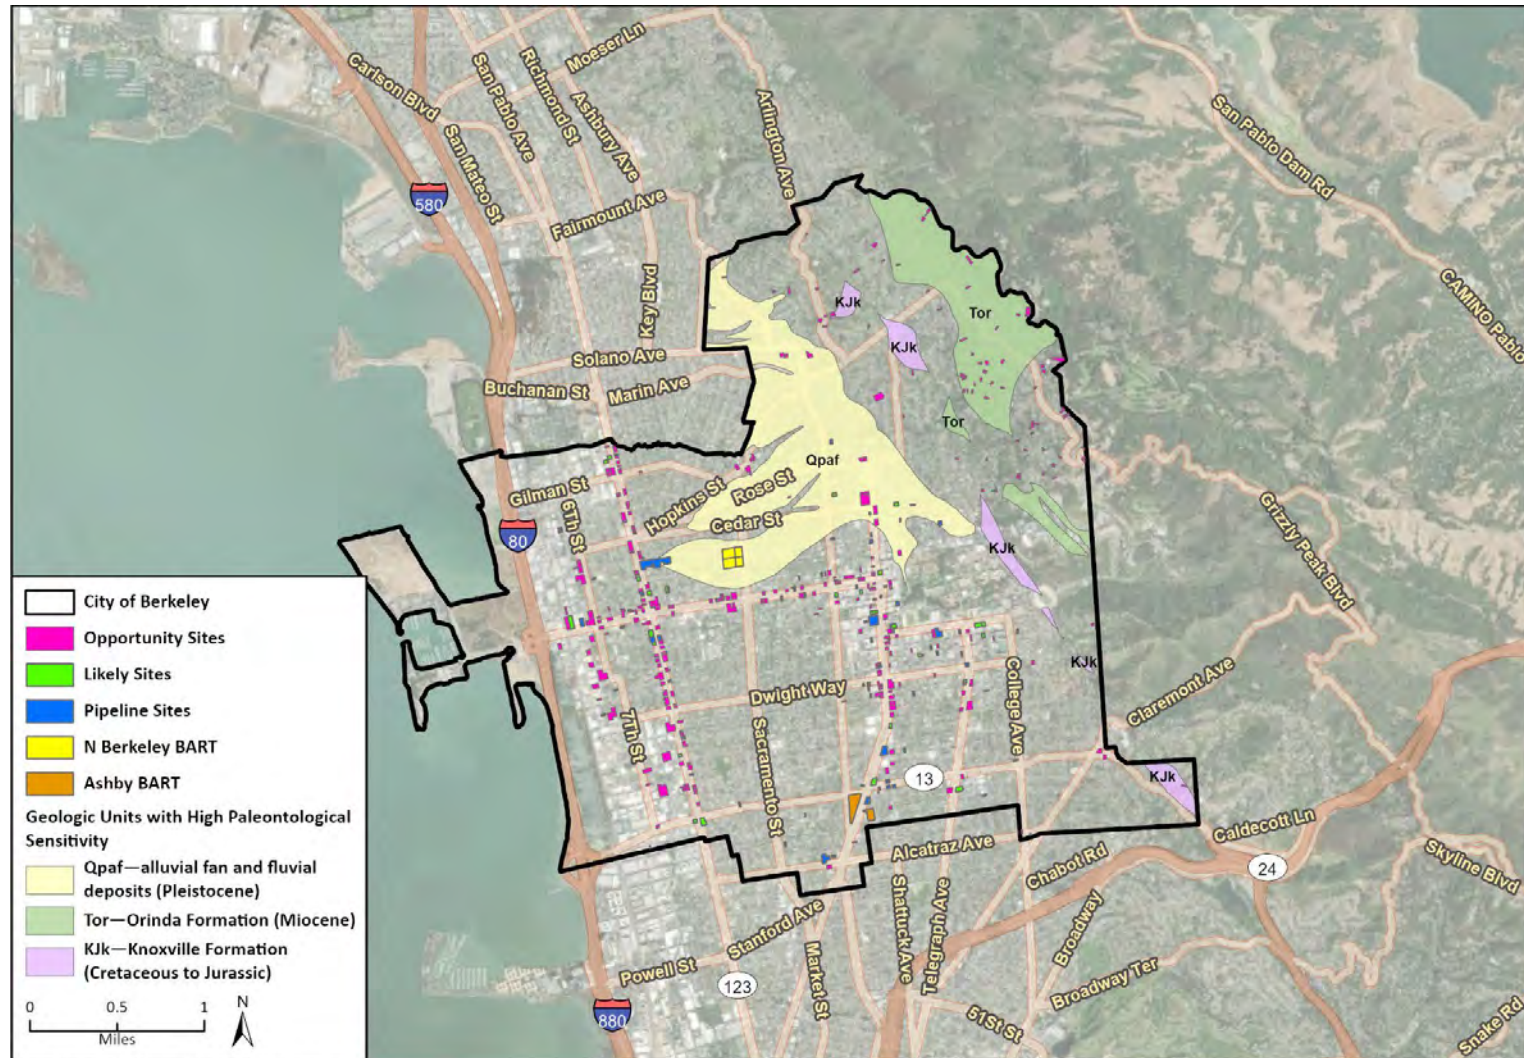 Carlson Blvd
San Pablo Ave
Richmond St
Moeser Ln
Ashbury Ave
San Mateo St
Arlington Ave
San Pablo Dam Rd
580
Fairmount Ave
CAMINO Pablo
Key Blvd
KJk
Tor
KJk
Solano Ave
Buchanan St
Marin Ave
Tor
Qpaf
Gilman St
6Th St
Hopkins St
Rose St
Cedar St
80
KJk
Grizzly Peak Blvd
KJk
Dwight Way
College Ave
Claremont Ave
7Th St
Sacramento St
13
KJk
Caldecott Ln
Alcatraz Ave
Chabot Rd
24
Skyline Blvd
Shattuck Ave
Telegraph Ave
Broadway
Stanford Ave
Market St
Powell St
123
Broadway Ter
880
51St St
Snake Rd
City of Berkeley
Opportunity Sites
Likely Sites
Pipeline Sites
N Berkeley BART
Ashby BART
Geologic Units with High Paleontological
Sensitivity
Qpaf—alluvial fan and fluvial
deposits (Pleistocene)
Tor—Orinda Formation (Miocene)
KJk—Knoxville Formation
(Cretaceous to Jurassic)
0 0.5 1
Miles
N